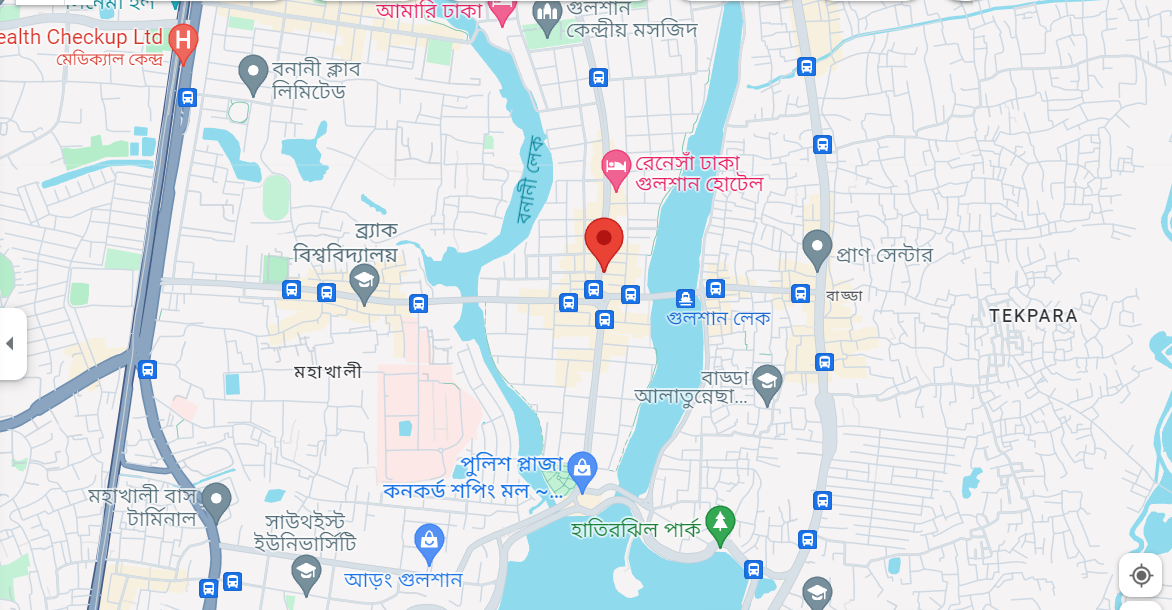 সিনেমা হল
আমারি ঢাকা
গুলশান
কেন্দ্রীয় মসজিদ
ealth Checkup Ltd
মেডিক্যাল কেন্দ্র
বনানী ক্লাব
লিমিটেড
বনানী লেক
রেনেসাঁ ঢাকা
গুলশান হোটেল
ব্র্যাক
বিশ্ববিদ্যালয়
প্রাণ সেন্টার
বাড্ডা
গুলশান লেক
TEKPARA
মহাখালী
বাড্ডা
আলাতুন্নেছা...
পুলিশ প্লাজা
কনকর্ড শপিং মল ~...
মহাখালী বাস
টার্মিনাল
সাউথইস্ট
ইউনিভার্সিটি
হাতিরঝিল পার্ক
আড়ং গুলশান